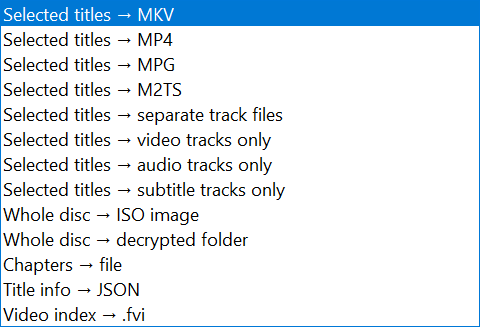 Selected titles → MKV
Selected titles → MP4
Selected titles → MPG
Selected titles → M2TS
Selected titles → separate track files
Selected titles → video tracks only
Selected titles → audio tracks only
Selected titles → subtitle tracks only
Whole disc → ISO image
Whole disc → decrypted folder
Chapters → file
Title info → JSON
Video index → .fvi